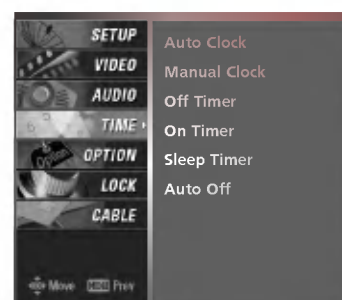 SETUP
VIDEO
AUDIO
TIME
OPTION
LOCK
CABLE
Move MENU Prev
Auto Clock
Manual Clock
Off Timer
On Timer
Sleep Timer
Auto Off